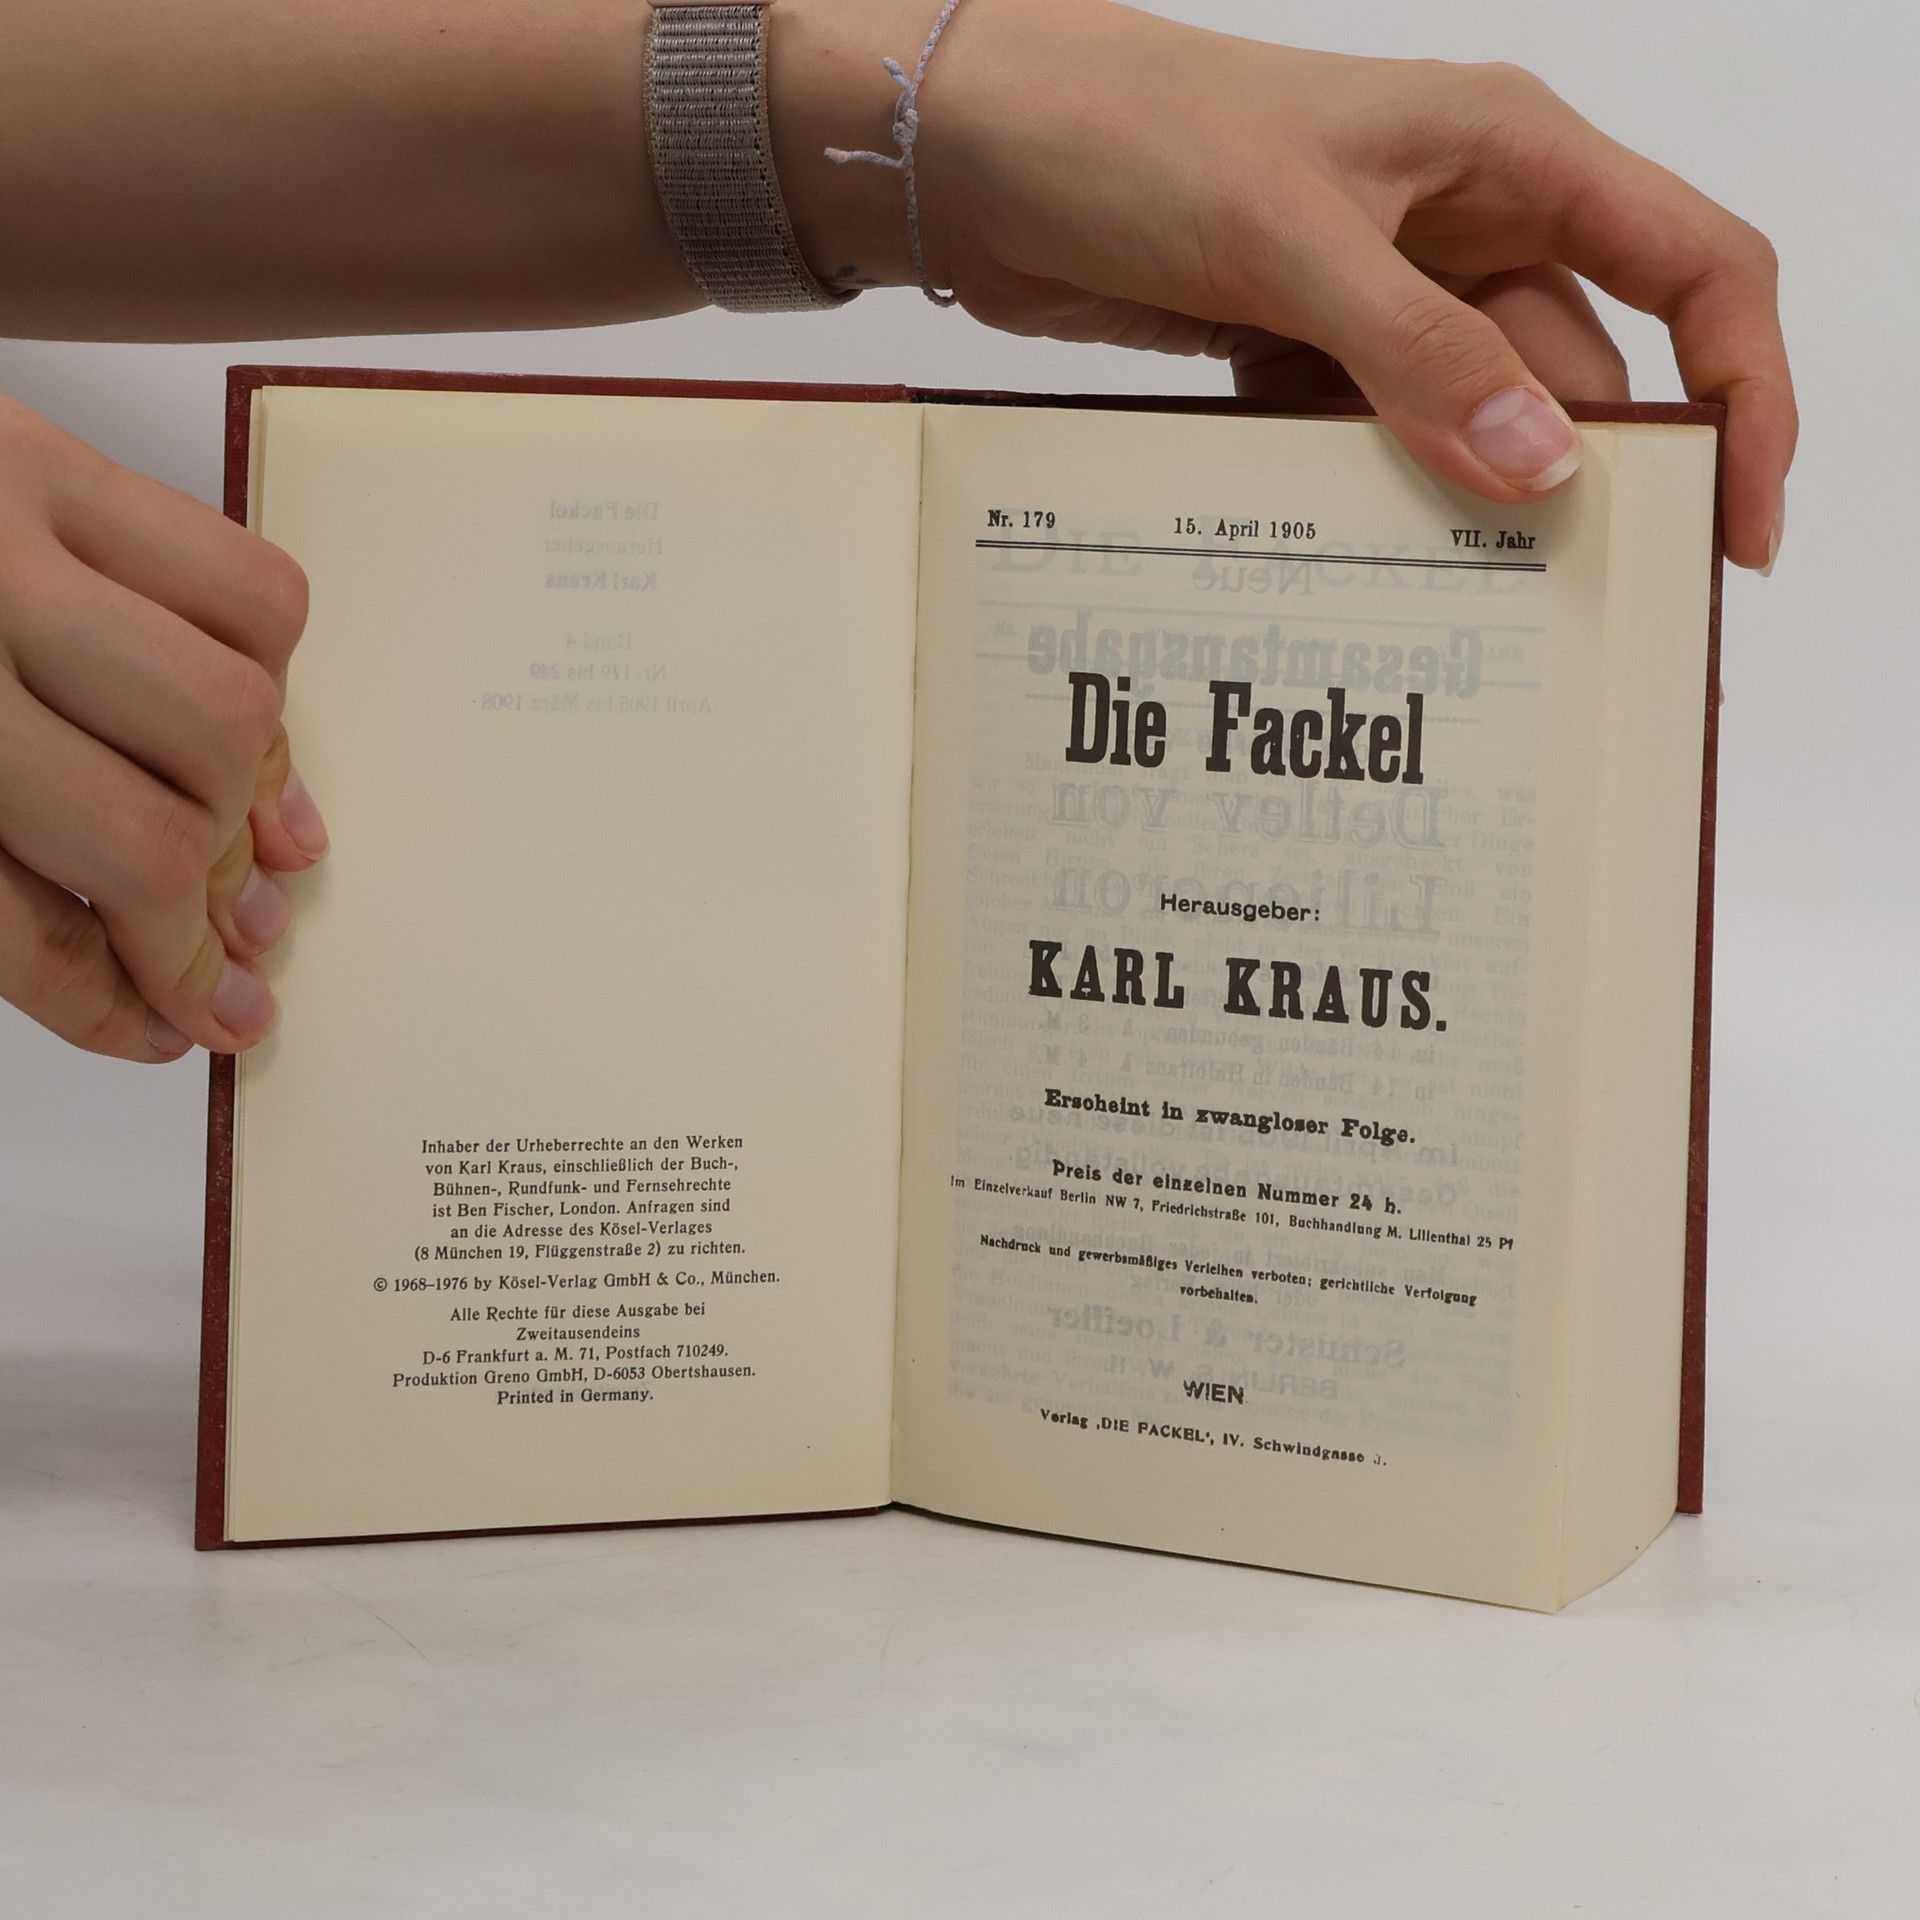 Inhaber der Urheberrechte an den Werken
von Karl Kraus, einschließlich der Buch-,
Bühnen-, Rundfunk- und Fernsehrechte
ist Ben Fischer, London. Anfragen sind
an die Adresse des Kösel-Verlages
(8 München 19, Flüggenstraße 2) zu richten.
© 1968–1976 by Kösel-Verlag GmbH & Co., München.
Alle Rechte für diese Ausgabe bei
Zweitausendeins
D-6 Frankfurt a. M. 71, Postfach 710249.
Produktion Greno GmbH, D-6053 Obertshausen.
Printed in Germany.
Nr. 179 15. April 1905 VII. Jahr
Die Fackel
Herausgeber:
KARL KRAUS.
Erscheint in zwangloser Folge.
Preis der einzelnen Nummer 24 h.
Im Einzelverkauf Berlin NW 7, Friedrichstraße 101, Buchhandlung M. Lilienthal 25 Pf
Nachdruck und gewerbsmäßiges Verleihen verboten; gerichtliche Verfolgung
vorbehalten.
WIEN
Verlag ‚DIE FACKEL‘, IV. Schwindgasse 3.